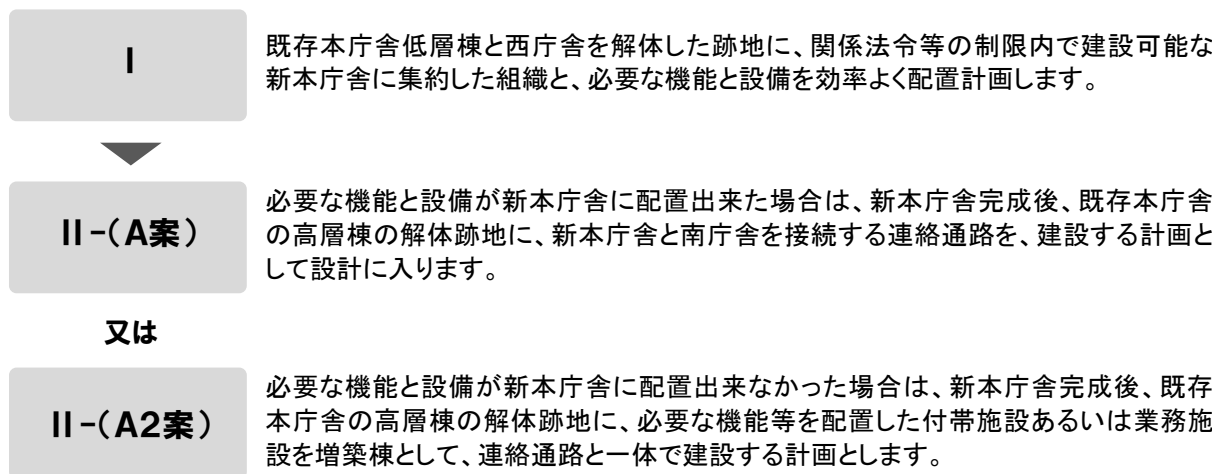 I
既存本庁舎低層棟と西庁舎を解体した跡地に、関係法令等の制限内で建設可能な
新本庁舎に集約した組織と、必要な機能と設備を効率よく配置計画します。
II-(A案)
必要な機能と設備が新本庁舎に配置出来た場合は、新本庁舎完成後、既存本庁舎
の高層棟の解体跡地に、新本庁舎と南庁舎を接続する連絡通路を、建設する計画と
して設計に入ります。
又は
II-(A2案)
必要な機能と設備が新本庁舎に配置出来なかった場合は、新本庁舎完成後、既存
本庁舎の高層棟の解体跡地に、必要な機能等を配置した付帯施設あるいは業務施
設を増築棟として、連絡通路と一体で建設する計画とします。